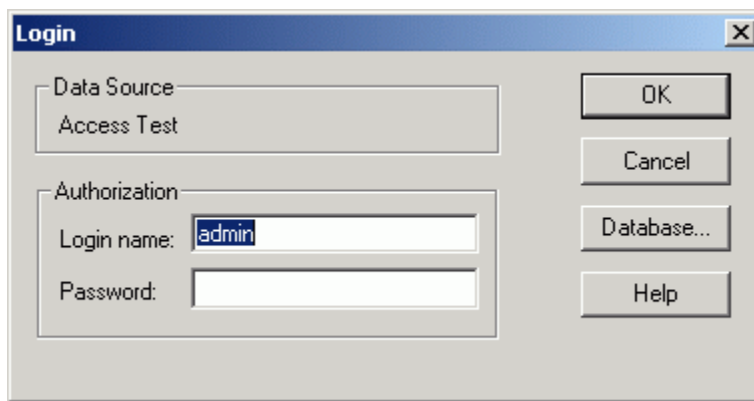 Login
Data Source
Access Test
Authorization
Login name: admin
Password:
OK
Cancel
Database...
Help